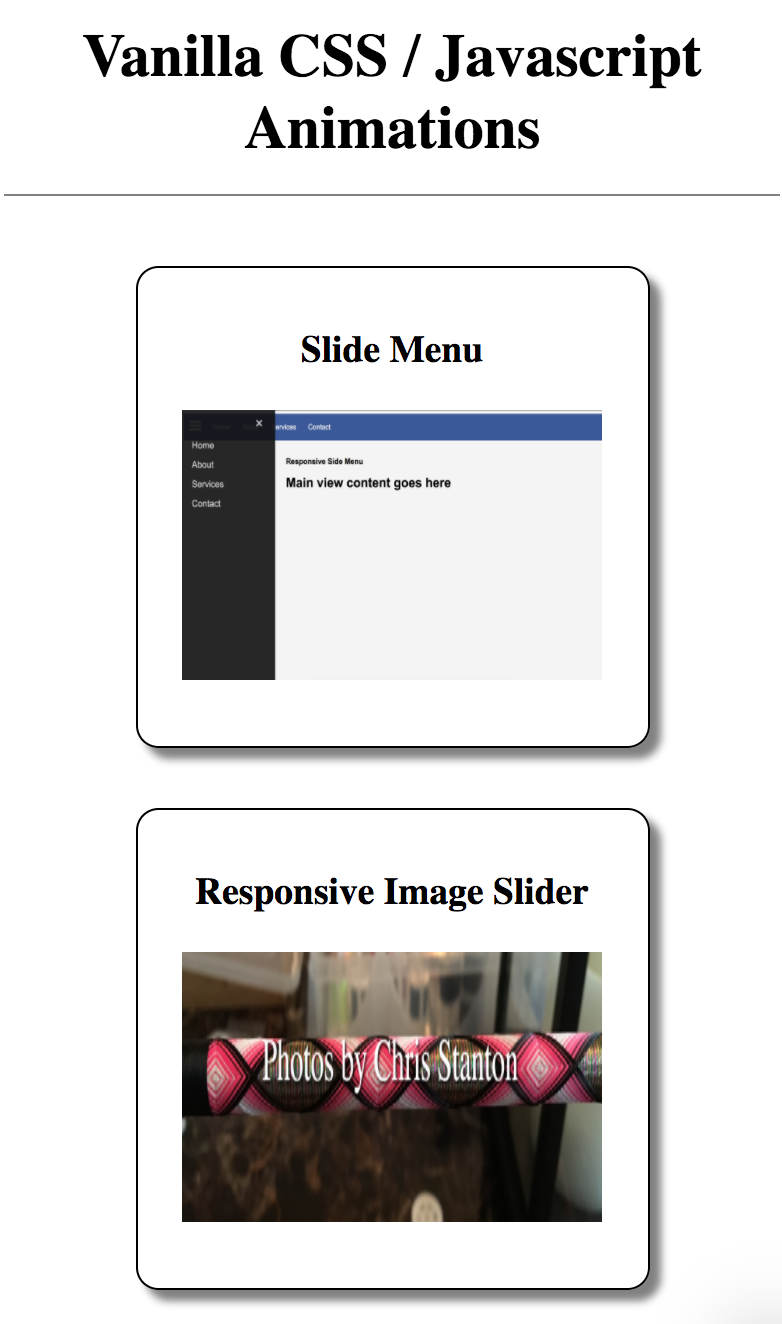 Vanilla CSS / Javascript
Animations
Slide Menu
×
ervices Contact
Home
About
Services
Contact
Responsive Side Menu
Main view content goes here
Responsive Image Slider
Photos by Chris Stanton